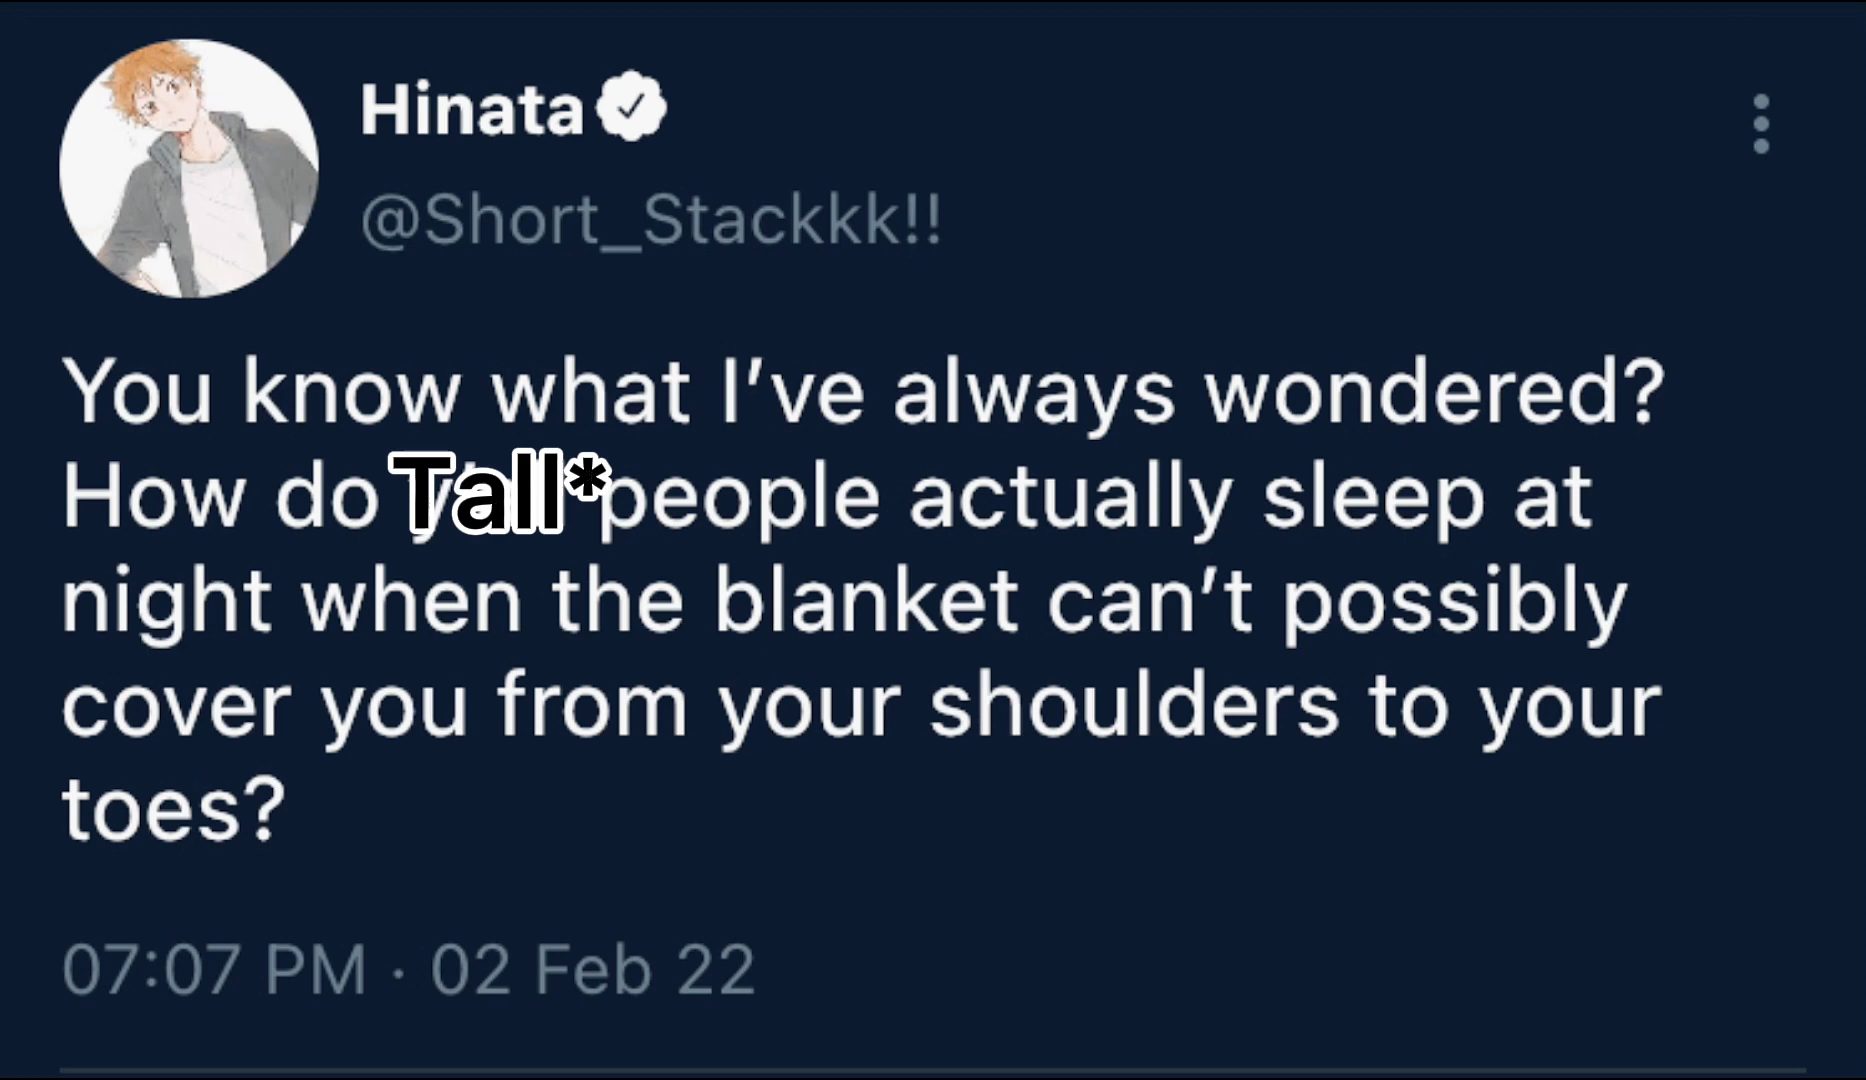 Hinata
@Short_Stackkk!!
You know what I've always wondered?
How do Tall* people actually sleep at
night when the blanket can't possibly
cover you from your shoulders to your
toes?
07:07 PM · 02 Feb 22